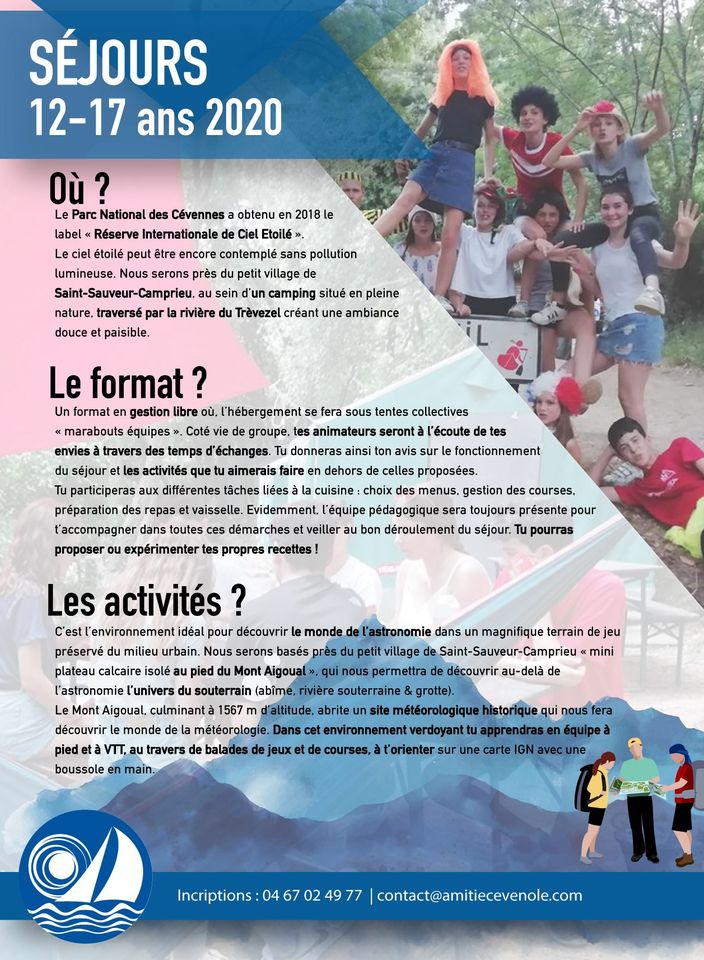 SÉJOURS
12-17 ans 2020
Où ?
Le Parc National des Cévennes a obtenu en 2018 le
label « Réserve Internationale de Ciel Etoilé ».
Le ciel étoilé peut être encore contemplé sans pollution
lumineuse. Nous serons près du petit village de
Saint-Sauveur-Camprieu, au sein d'un camping situé en pleine
nature, traversé par la rivière du Trèvezel créant une ambiance
douce et paisible.
Le format ?
Un format en gestion libre où, l'hébergement se fera sous tentes collectives
« marabouts équipes ». Coté vie de groupe, tes animateurs seront à l'écoute de tes
envies à travers des temps d'échanges. Tu donneras ainsi ton avis sur le fonctionnement
du séjour et les activités que tu aimerais faire en dehors de celles proposées.
Tu participeras aux différentes tâches liées à la cuisine : choix des menus, gestion des courses,
préparation des repas et vaisselle. Evidemment, l'équipe pédagogique sera toujours présente pour
t'accompagner dans toutes ces démarches et veiller au bon déroulement du séjour. Tu pourras
proposer ou expérimenter tes propres recettes !
Les activités ?
C'est l'environnement idéal pour découvrir le monde de l'astronomie dans un magnifique terrain de jeu
préservé du milieu urbain. Nous serons basés près du petit village de Saint-Sauveur-Camprieu « mini
plateau calcaire isolé au pied du Mont Aigoual », qui nous permettra de découvrir au-delà de
l'astronomie l'univers du souterrain (abîme, rivière souterraine & grotte).
Le Mont Aigoual, culminant à 1567 m d'altitude, abrite un site météorologique historique qui nous fera
découvrir le monde de la météorologie. Dans cet environnement verdoyant tu apprendras en équipe à
pied et à VTT, au travers de balades de jeux et de courses, à t'orienter sur une carte IGN avec une
boussole en main.
Incriptions : 04 67 02 49 77 | contact@amitiecevenole.com